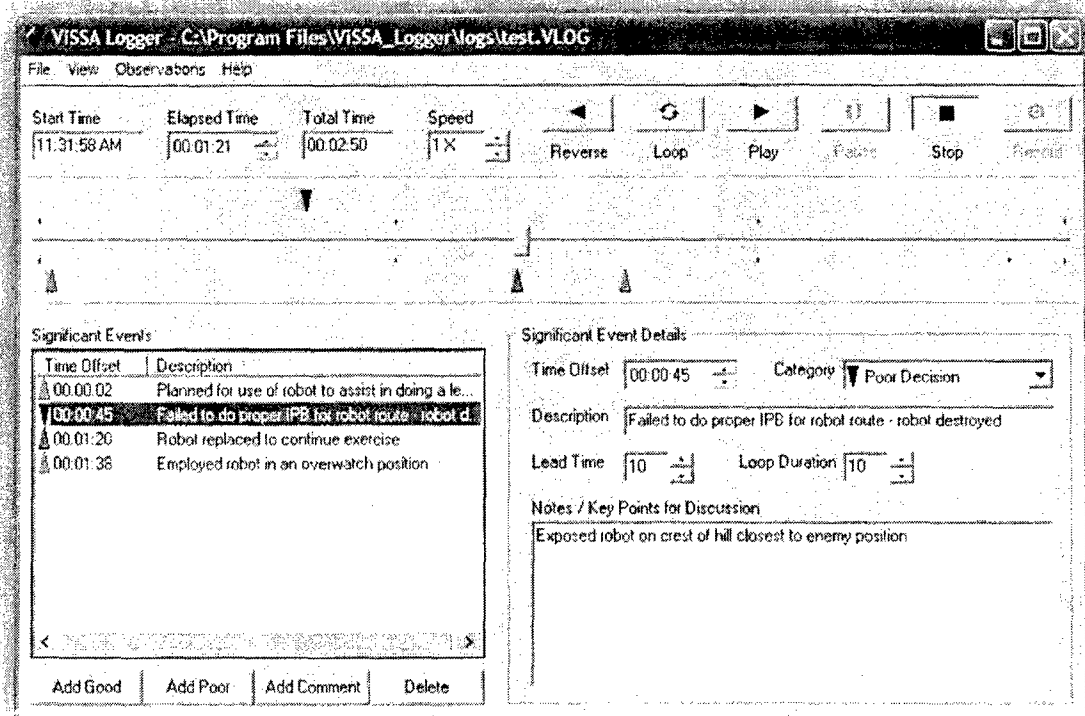 ViSSA Logger - C:\Program Files\ViSSA_Logger\logs\test.VLOG
File View Observations Help
Start Time Elapsed Time Total Time Speed
11:31:58 AM 00:01:21 00:02:50 1X
Reverse Loop Play Pause Stop Record
Significant Events
Time Offset Description
00:00:02 Planned for use of robot to assist in doing a le...
00:00:45 Failed to do proper IPB for robot route - robot d...
00:01:20 Robot replaced to continue exercise
00:01:38 Employed robot in an overwatch position
Add Good Add Poor Add Comment Delete
Significant Event Details
Time Offset 00:00:45 Category Poor Decision
Description Failed to do proper IPB for robot route - robot destroyed
Lead Time 10 Loop Duration 10
Notes / Key Points for Discussion
Exposed robot on crest of hill closest to enemy position